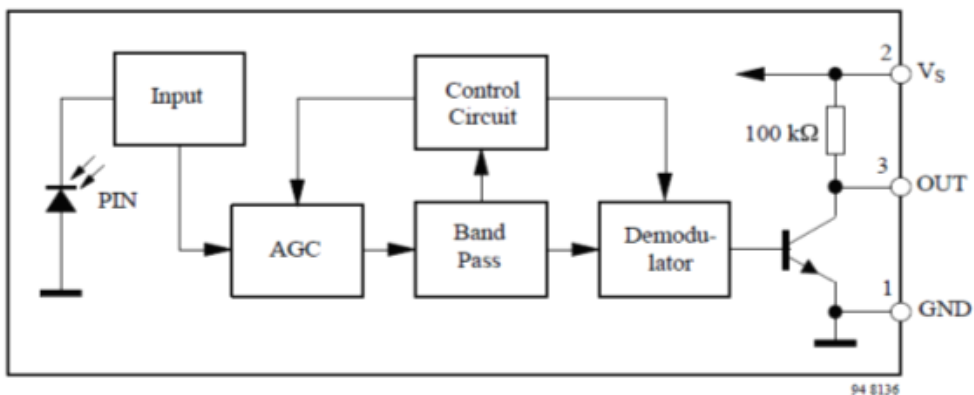 Input
PIN
AGC
Control
Circuit
Band
Pass
Demodu-
lator
100 kΩ
2
VS
3
OUT
1
GND
94 8136